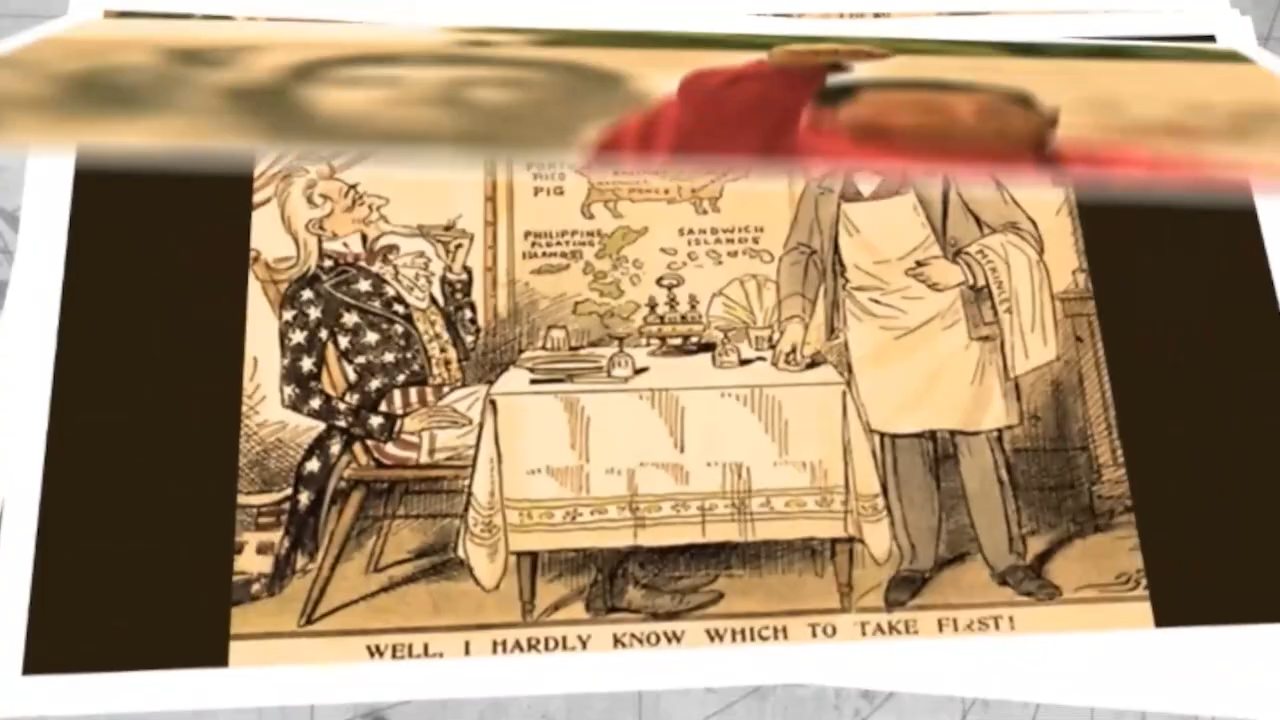 PORTO
RICO
PIG
PHILIPPINE
FLOATING
ISLANDS
SANDWICH
ISLANDS
McKINLEY
WELL, I HARDLY KNOW WHICH TO TAKE FIRST!